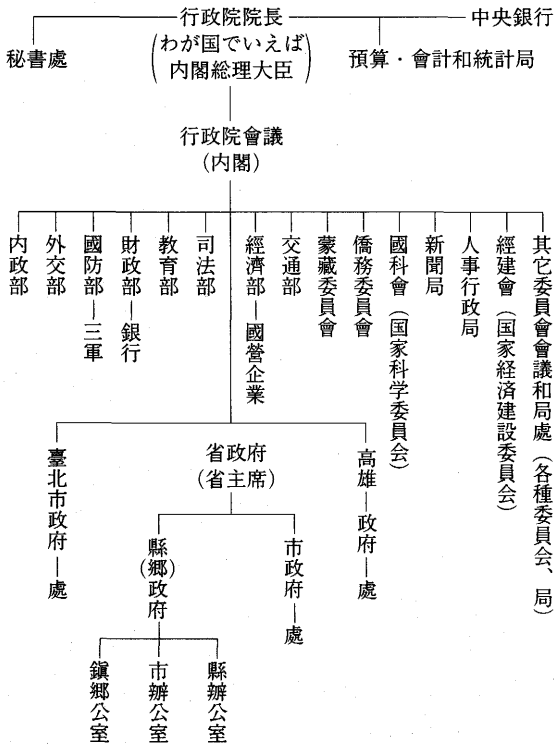 行政院院長
(わが国でいえば
内閣総理大臣)
中央銀行
秘書處
預算・會計和統計局
行政院會議
(内閣)
内政部
外交部
國防部―三軍
財政部―銀行
教育部
司法部
經濟部―國營企業
交通部
蒙藏委員會
僑務委員會
國科會(国家科学委員会)
新聞局
人事行政局
經建會(国家経済建設委員会)
其它委員會會議和局處(各種委員会、局)
臺北市政府―處
省政府
(省主席)
高雄―政府―處
縣(郷)政府
市政府―處
鎭郷公室
市辦公室
縣辦公室